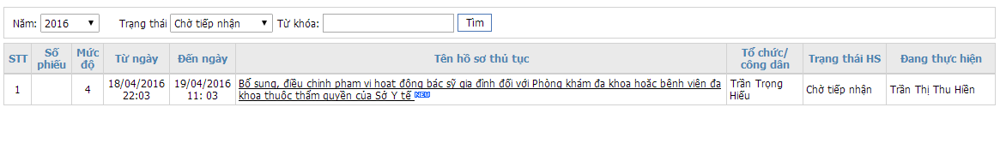 Năm: 2016 Trạng thái Chờ tiếp nhận Từ khóa: Tìm
STT Số phiếu Mức độ Từ ngày Đến ngày Tên hồ sơ thủ tục Tổ chức/ công dân Trạng thái HS Đang thực hiện
1 4 18/04/2016 22:03 19/04/2016 11: 03 Bổ sung, điều chỉnh phạm vi hoạt động bác sỹ gia đình đối với Phòng khám đa khoa hoặc bệnh viện đa khoa thuộc thẩm quyền của Sở Y tế NEW Trần Trọng Hiếu Chờ tiếp nhận Trần Thị Thu Hiền